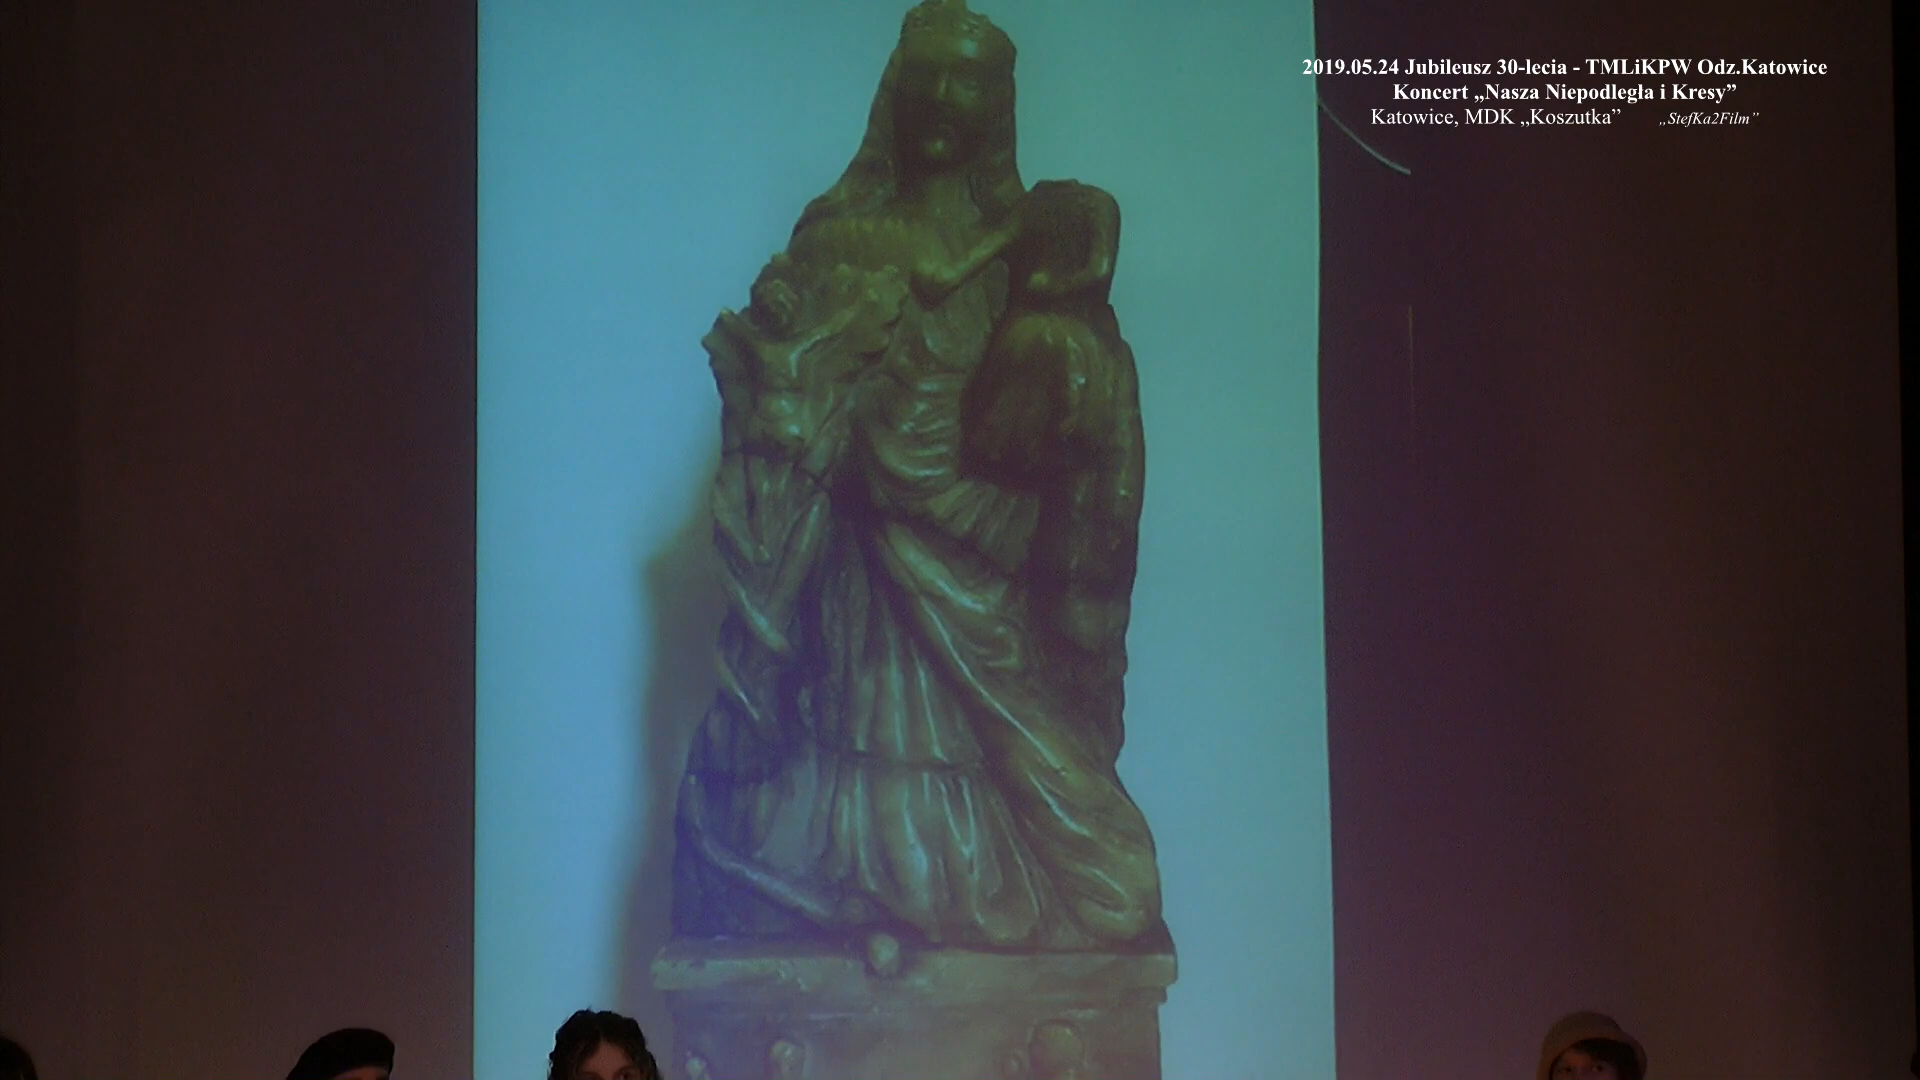 2019.05.24 Jubileusz 30-lecia - TMLiKPW Odz.Katowice
Koncert „Nasza Niepodległa i Kresy”
Katowice, MDK „Koszutka” „StefKa2Film”